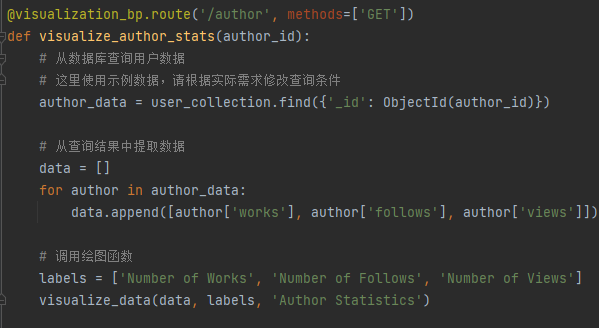 @visualization_bp.route('/author', methods=['GET'])
def visualize_author_stats(author_id):
    # 从数据库查询用户数据
    # 这里使用示例数据，请根据实际需求修改查询条件
    author_data = user_collection.find({'_id': ObjectId(author_id)})
    # 从查询结果中提取数据
    data = []
    for author in author_data:
        data.append([author['works'], author['follows'], author['views']])
    # 调用绘图函数
    labels = ['Number of Works', 'Number of Follows', 'Number of Views']
    visualize_data(data, labels, 'Author Statistics')